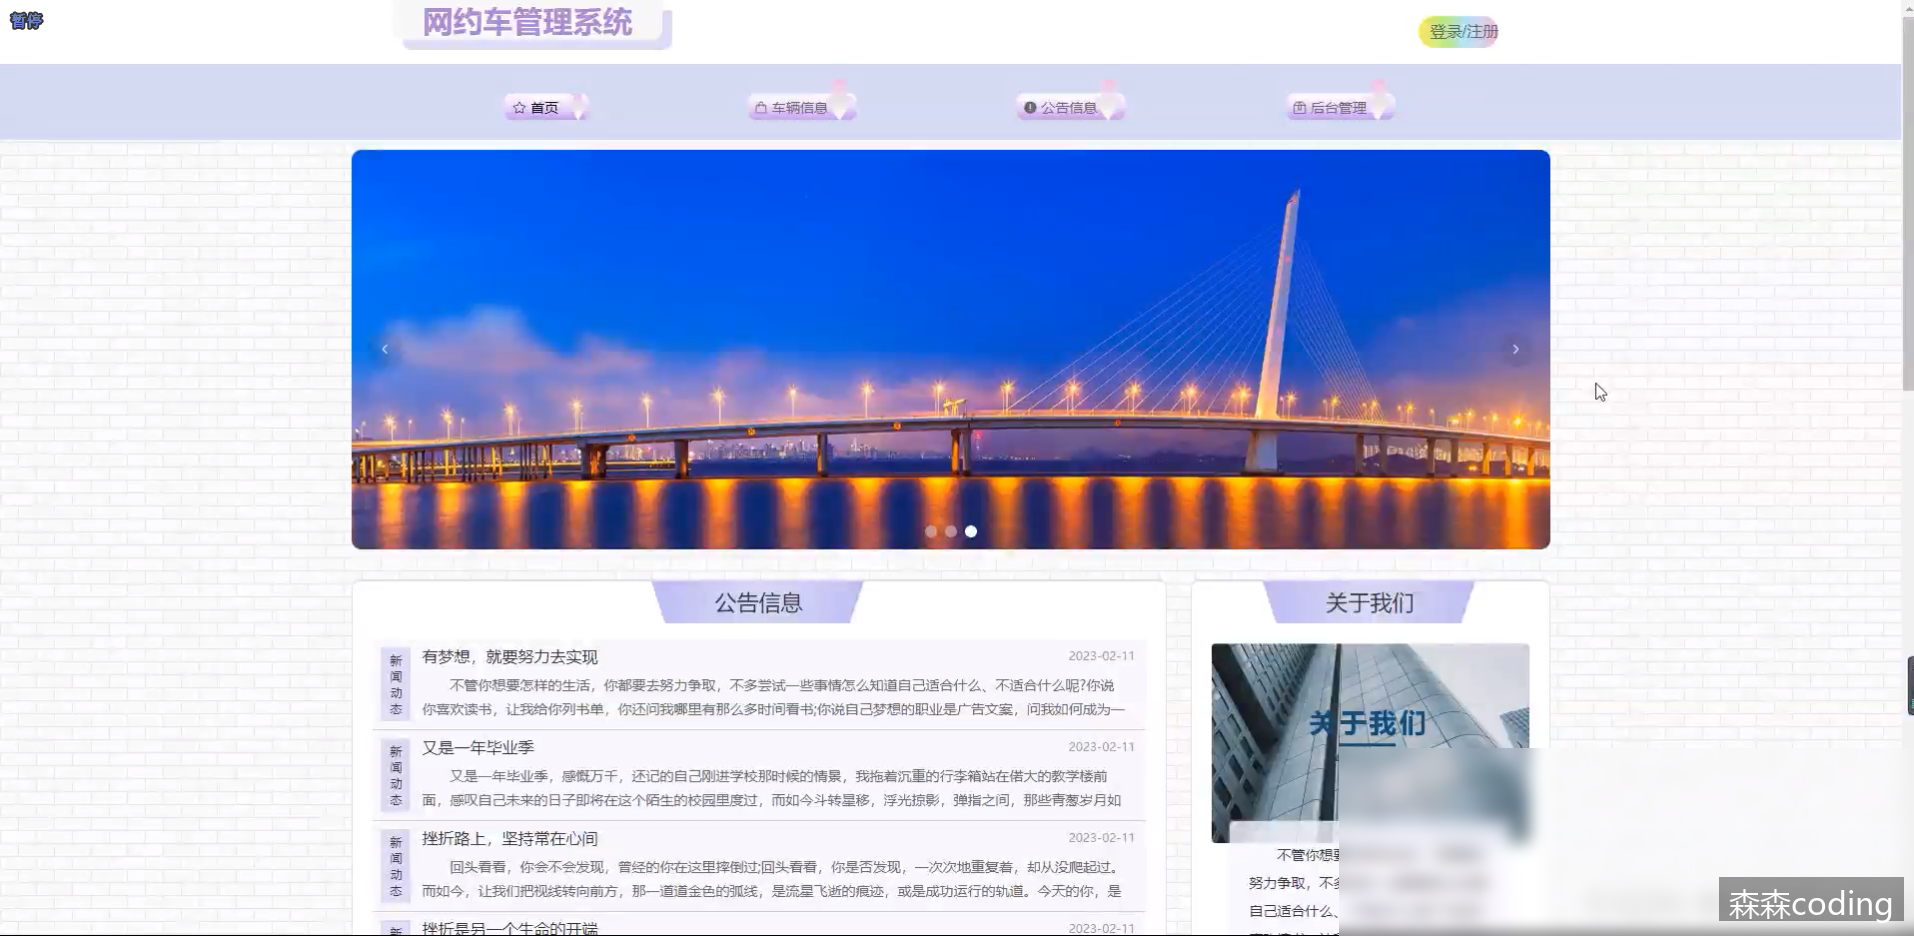 暂停
网约车管理系统
登录/注册
首页
车辆信息
公告信息
后台管理
公告信息
新闻动态
有梦想，就要努力去实现
2023-02-11
不管你想要怎样的生活，你都要去努力争取，不多尝试一些事情怎么知道自己适合什么、不适合什么呢?你说
你喜欢读书，让我给你列书单，你还问我哪里有那么多时间看书;你说自己梦想的职业是广告文案，问我如何成为一
新闻动态
又是一年毕业季
2023-02-11
又是一年毕业季，感慨万千，还记的自己刚进学校那时候的情景，我拖着沉重的行李箱站在偌大的教学楼前
面，感叹自己未来的日子即将在这个陌生的校园里度过，而如今斗转星移，浮光掠影，弹指之间，那些青葱岁月如
新闻动态
挫折路上，坚持常在心间
2023-02-11
回头看看，你会不会发现，曾经的你在这里摔倒过;回头看看，你是否发现，一次次地重复着，却从没爬起过。
而如今，让我们把视线转向前方，那一道道金色的弧线，是流星飞逝的痕迹，或是成功运行的轨道。今天的你，是
新
挫折是另一个生命的开端
2023-02-11
关于我们
关于我们
不管你想要
努力争取，不多
自己适合什么、
森森coding